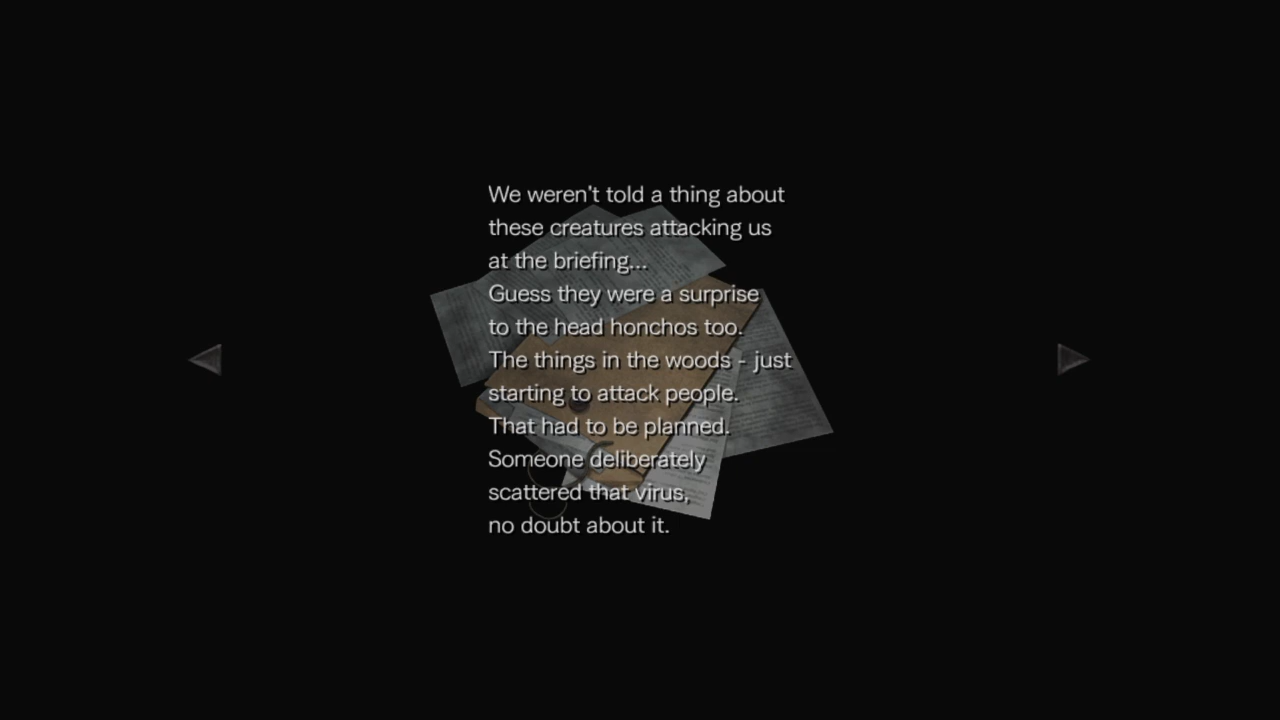 We weren't told a thing about
these creatures attacking us
at the briefing...
Guess they were a surprise
to the head honchos too.
The things in the woods - just
starting to attack people.
That had to be planned.
Someone deliberately
scattered that virus,
no doubt about it.